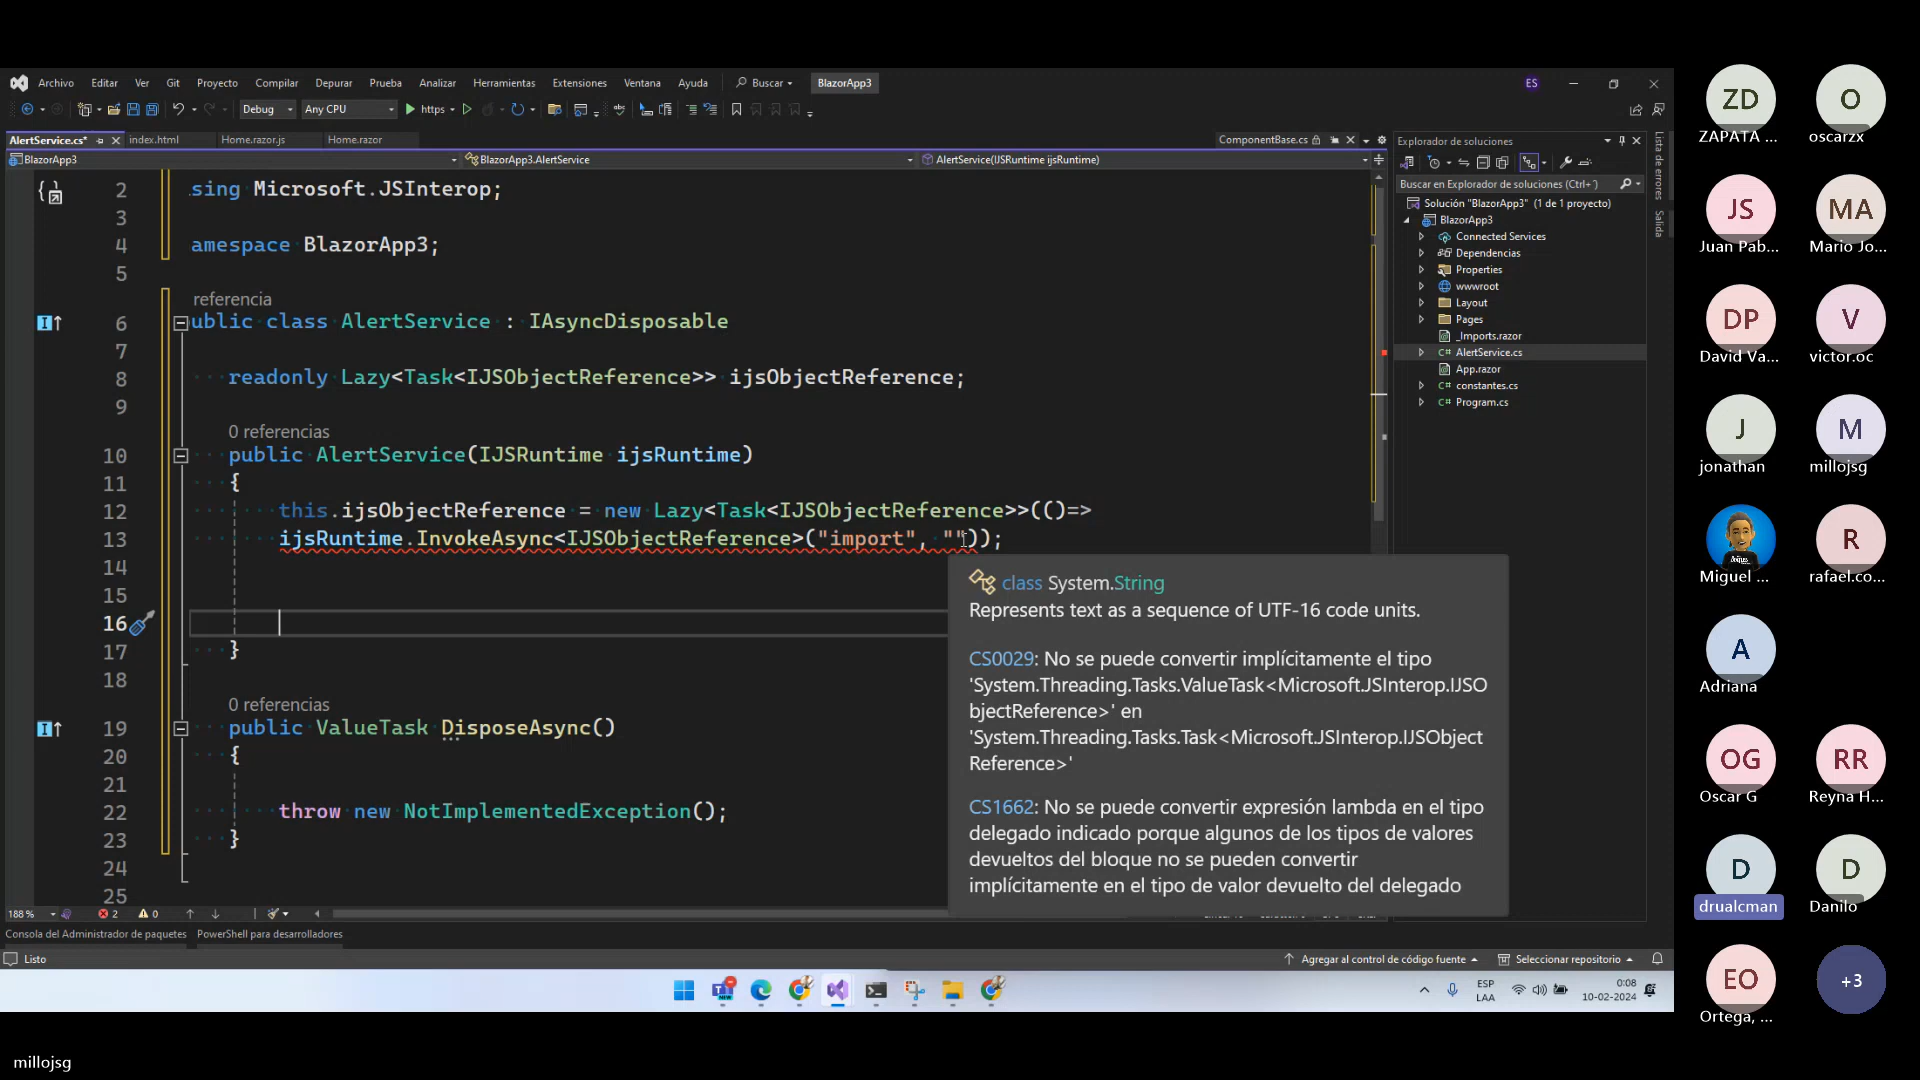 Archivo Editar Ver Git Proyecto Compilar Depurar Prueba Analizar Herramientas Extensiones Ventana Ayuda Buscar BlazorApp3 ES
Debug Any CPU https
AlertService.cs* index.html Home.razor.js Home.razor ComponentBase.cs
BlazorApp3 BlazorApp3.AlertService AlertService(IJSRuntime ijsRuntime)
2 sing Microsoft.JSInterop;
3
4 amespace BlazorApp3;
5
referencia
6 ublic class AlertService : IAsyncDisposable
7
8 readonly Lazy<Task<IJSObjectReference>> ijsObjectReference;
9
0 referencias
10 public AlertService(IJSRuntime ijsRuntime)
11 {
12 this.ijsObjectReference = new Lazy<Task<IJSObjectReference>>(()=>
13 ijsRuntime.InvokeAsync<IJSObjectReference>("import", ""));
14
15
16
17 }
18
0 referencias
19 public ValueTask DisposeAsync()
20 {
21
22 throw new NotImplementedException();
23 }
24
25
class System.String
Represents text as a sequence of UTF-16 code units.
CS0029: No se puede convertir implícitamente el tipo
'System.Threading.Tasks.ValueTask<Microsoft.JSInterop.IJSO
bjectReference>' en
'System.Threading.Tasks.Task<Microsoft.JSInterop.IJSObject
Reference>'
CS1662: No se puede convertir expresión lambda en el tipo
delegado indicado porque algunos de los tipos de valores
devueltos del bloque no se pueden convertir
implícitamente en el tipo de valor devuelto del delegado
188 % 2 0
Consola del Administrador de paquetes PowerShell para desarrolladores
Listo
Agregar al control de código fuente Seleccionar repositorio
Explorador de soluciones
Buscar en Explorador de soluciones (Ctrl+´)
Solución "BlazorApp3" (1 de 1 proyecto)
BlazorApp3
Connected Services
Dependencias
Properties
wwwroot
Layout
Pages
_Imports.razor
C# AlertService.cs
App.razor
C# constantes.cs
C# Program.cs
Lista de errores
Salida
ESP
LAA
0:08
10-02-2024
ZD
ZAPATA ...
O
oscarzx
JS
Juan Pab...
MA
Mario Jo...
DP
David Va...
V
victor.oc
J
jonathan
M
millojsg
Miguel ...
R
rafael.co...
A
Adriana
OG
Oscar G
RR
Reyna H...
D
drualcman
D
Danilo
EO
Ortega, ...
+3
millojsg